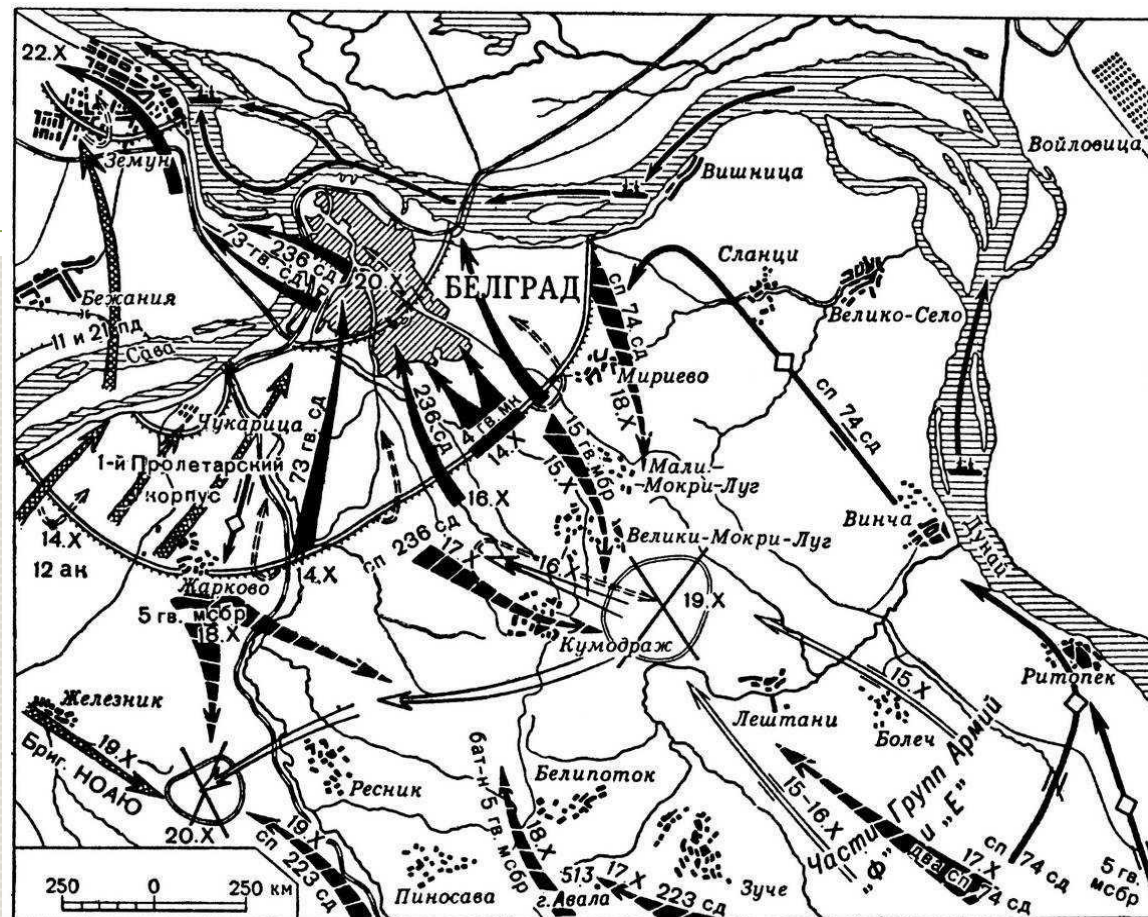 22.X
Земун
Войловица
Вишница
236 сд
73 гв. сд
20.X
БЕЛГРАД
Сланци
Велико-Село
Бежания
11 и 21 пд
Сава
сп 74 сд
18.X
Мириево
сп 74 сд
Чукарица
73 гв. сд
236 сд
4 гв. мк
14.X
15 гв мбр
15.X
1-й Пролетарский
корпус
16.X
Мали-
-Мокри-Луг
Винча
Дунай
14.X
12 ак
Жарково
14.X
сп 236 сд
17.X
Велики-Мокри-Луг
16.X
19.X
5 гв. мсбр
18.X
Кумодраж
Ритопек
15.X
Железник
19.X
Бриг. НОАЮ
Лештани
Болеч
20.X
Ресник
бат-н 5 гв. мсбр
18.X
Белипоток
15-16.X
Части Групп Армий
„Ф" и „Е"
два сп 74 сд
17.X
сп 74 сд
5 гв.
мсбр
19.X
сп 223 сд
Пиносава
513
г. Авала
17.X
223 сд
Зуче
250 0 250 км